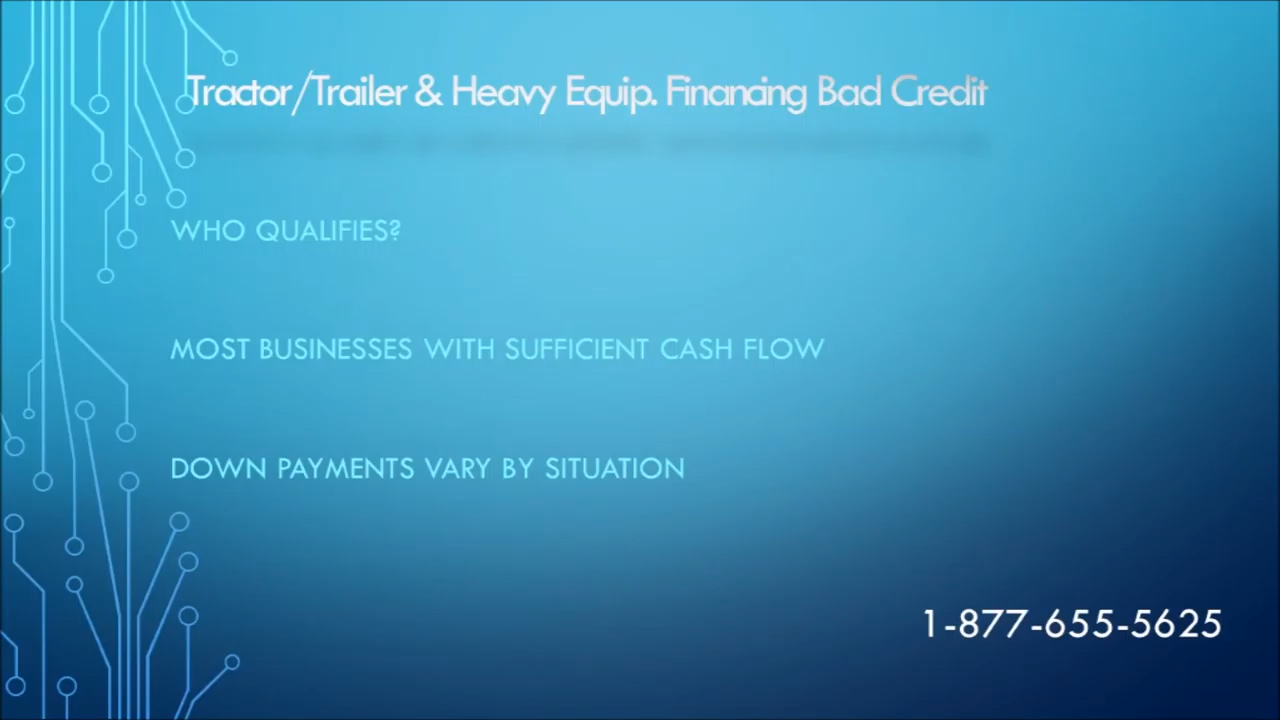 Tractor/Trailer & Heavy Equip. Financing Bad Credit
WHO QUALIFIES?
MOST BUSINESSES WITH SUFFICIENT CASH FLOW
DOWN PAYMENTS VARY BY SITUATION
1-877-655-5625